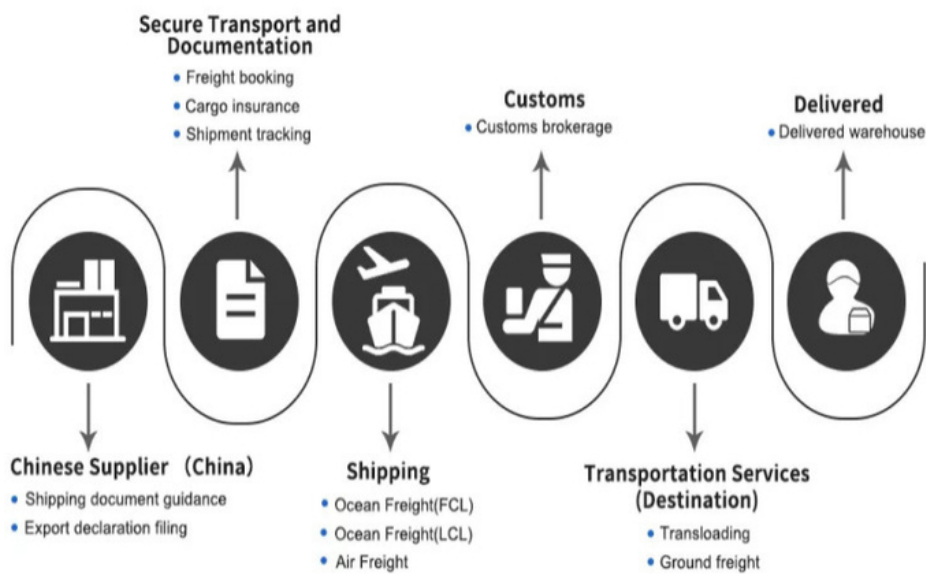 Secure Transport and
Documentation
• Freight booking
• Cargo insurance
• Shipment tracking
Customs
• Customs brokerage
Delivered
• Delivered warehouse
Chinese Supplier （China）
• Shipping document guidance
• Export declaration filing
Shipping
• Ocean Freight(FCL)
• Ocean Freight(LCL)
• Air Freight
Transportation Services
(Destination)
• Transloading
• Ground freight